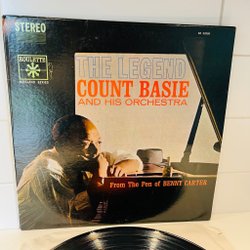 STEREO
ROULETTE
THE LEGEND
COUNT BASIE
AND HIS ORCHESTRA
From The Pen of BENNY CARTER